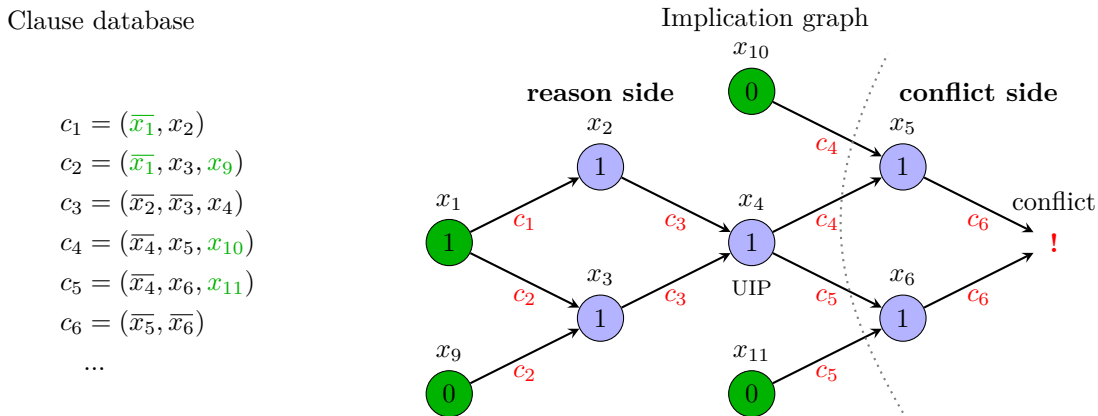 Clause database
c₁ = (x̅₁, x₂)
c₂ = (x̅₁, x₃, x₉)
c₃ = (x̅₂, x̅₃, x₄)
c₄ = (x̅₄, x₅, x₁₀)
c₅ = (x̅₄, x₆, x₁₁)
c₆ = (x̅₅, x̅₆)
...
Implication graph
x₁₀
0
reason side
conflict side
x₂
x₅
c₄
1
1
x₁
x₄
conflict
c₁
c₃
c₄
c₆
1
1
!
x₃
UIP
x₆
c₂
c₃
c₅
c₆
1
1
x₉
x₁₁
c₂
c₅
0
0